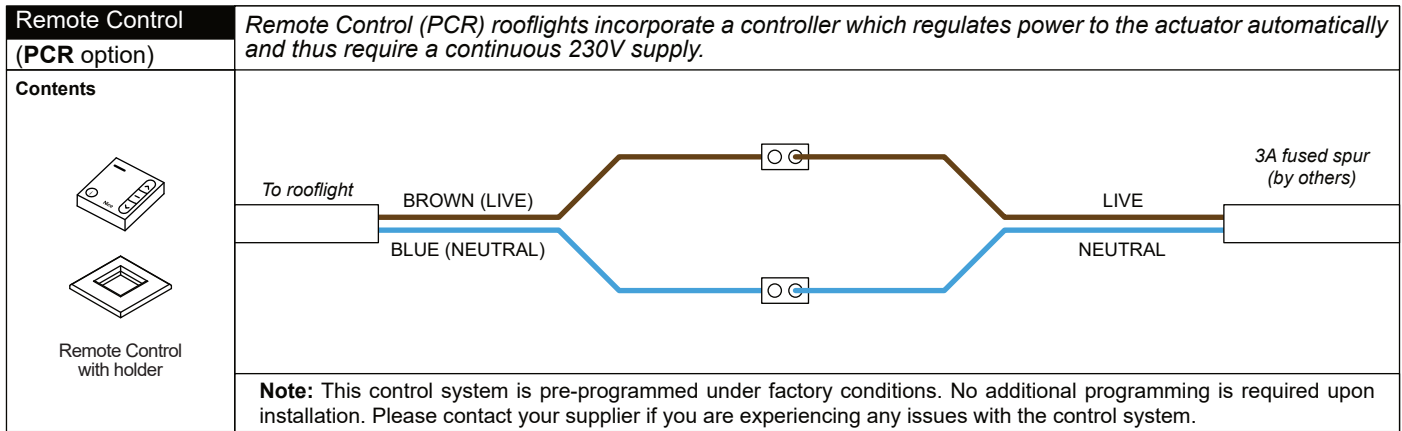 Remote Control
(PCR option)
Remote Control (PCR) rooflights incorporate a controller which regulates power to the actuator automatically
and thus require a continuous 230V supply.
Contents
Nice
Remote Control
with holder
To rooflight
BROWN (LIVE)
BLUE (NEUTRAL)
LIVE
NEUTRAL
3A fused spur
(by others)
Note: This control system is pre-programmed under factory conditions. No additional programming is required upon
installation. Please contact your supplier if you are experiencing any issues with the control system.